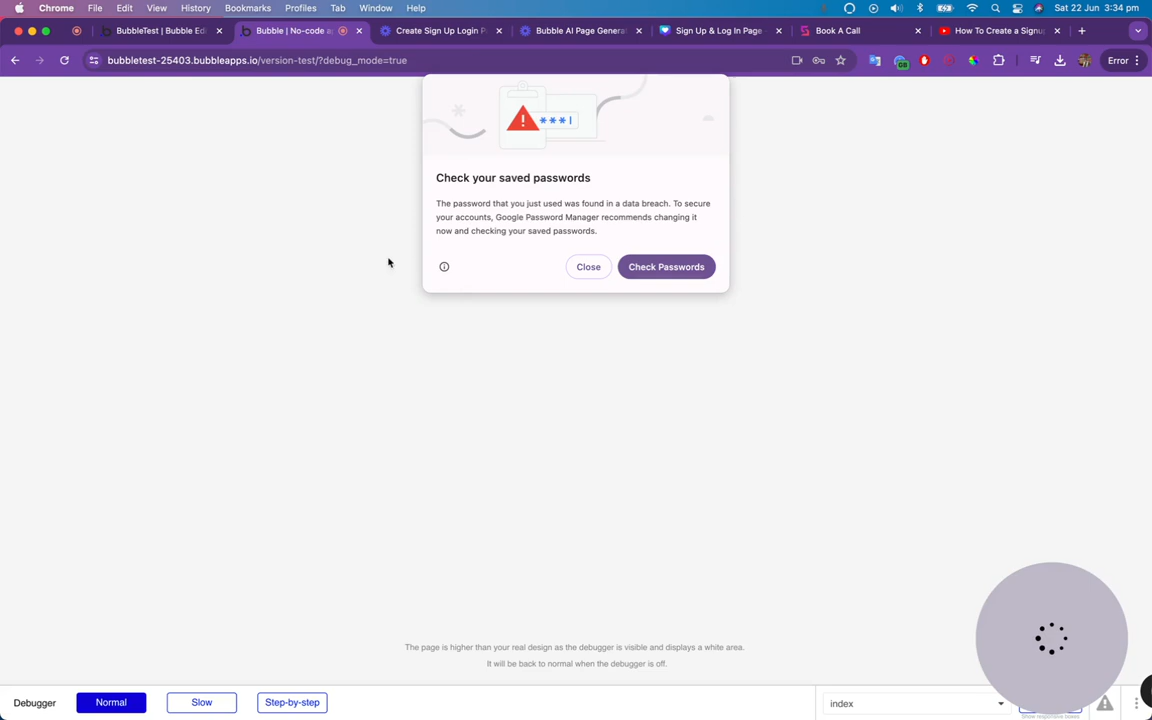 Chrome File Edit View History Bookmarks Profiles Tab Window Help Sat 22 Jun 3:34 pm
BubbleTest | Bubble Edi Bubble | No-code a Create Sign Up Login P Bubble AI Page Genera Sign Up & Log In Page Book A Call How To Create a Signu
bubbletest-25403.bubbleapps.io/version-test/?debug_mode=true GB Error
***|
Check your saved passwords
The password that you just used was found in a data breach. To secure
your accounts, Google Password Manager recommends changing it
now and checking your saved passwords.
Close Check Passwords
The page is higher than your real design as the debugger is visible and displays a white area.
It will be back to normal when the debugger is off.
Debugger Normal Slow Step-by-step index
Show responsive boxes